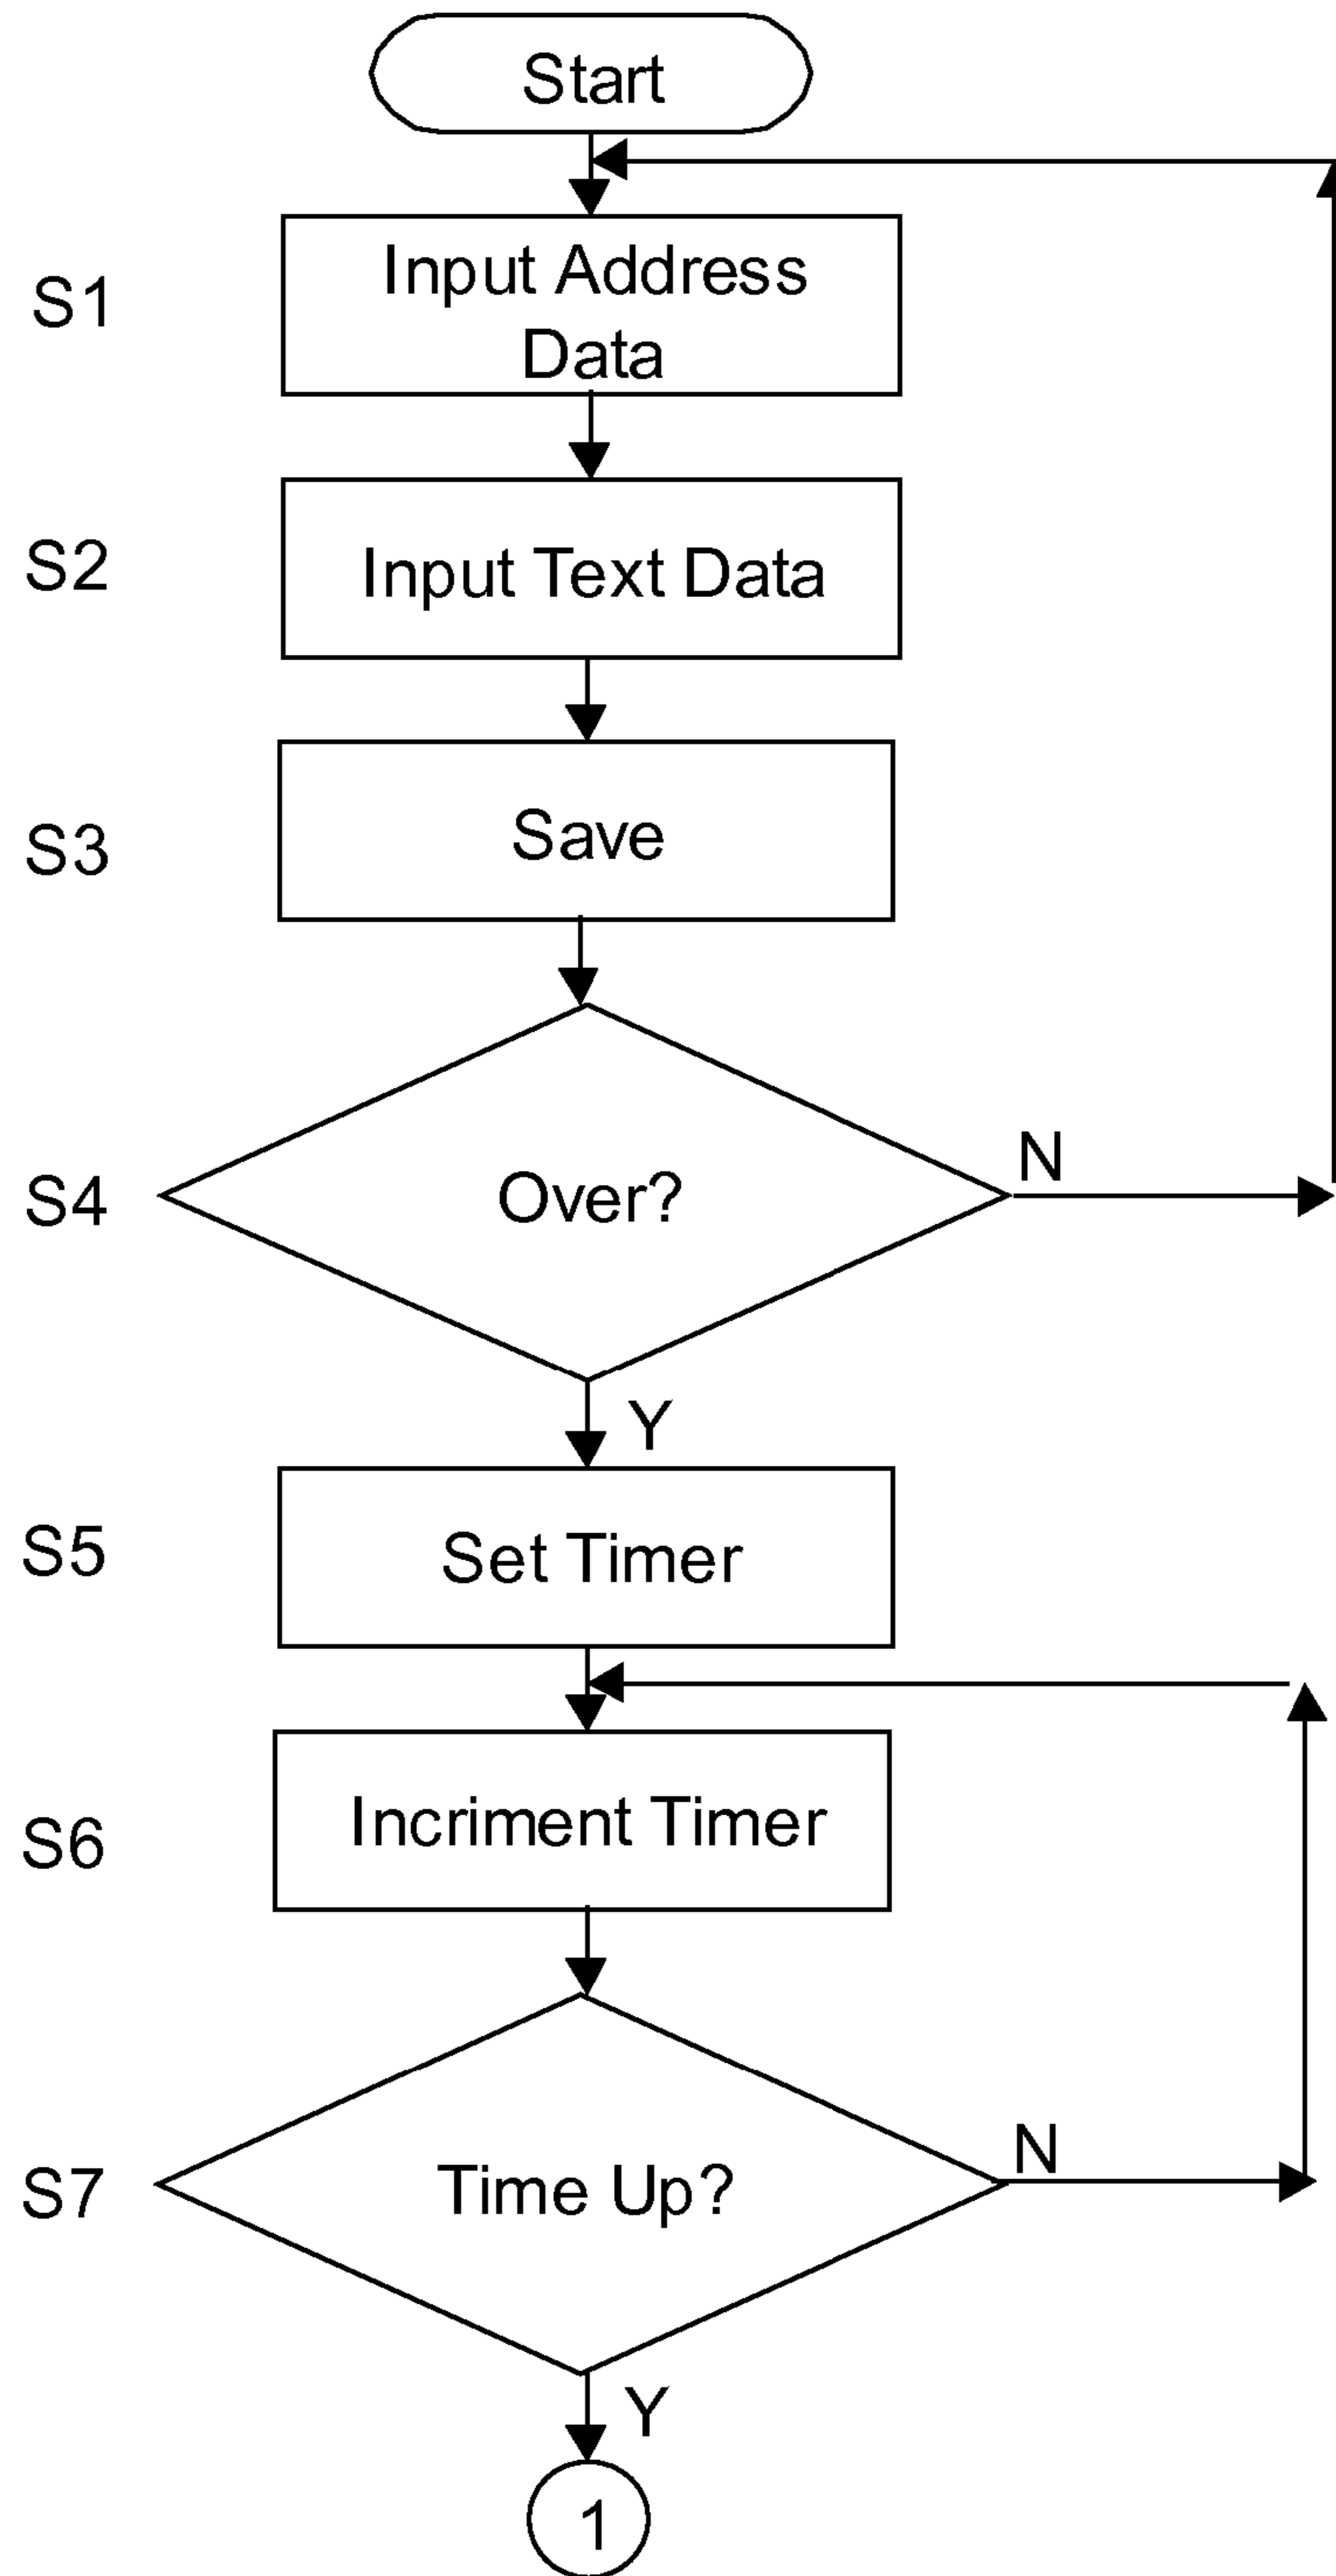 Start
S1
Input Address
Data
S2
Input Text Data
S3
Save
S4
Over?
N
Y
S5
Set Timer
S6
Incriment Timer
S7
Time Up?
N
Y
1